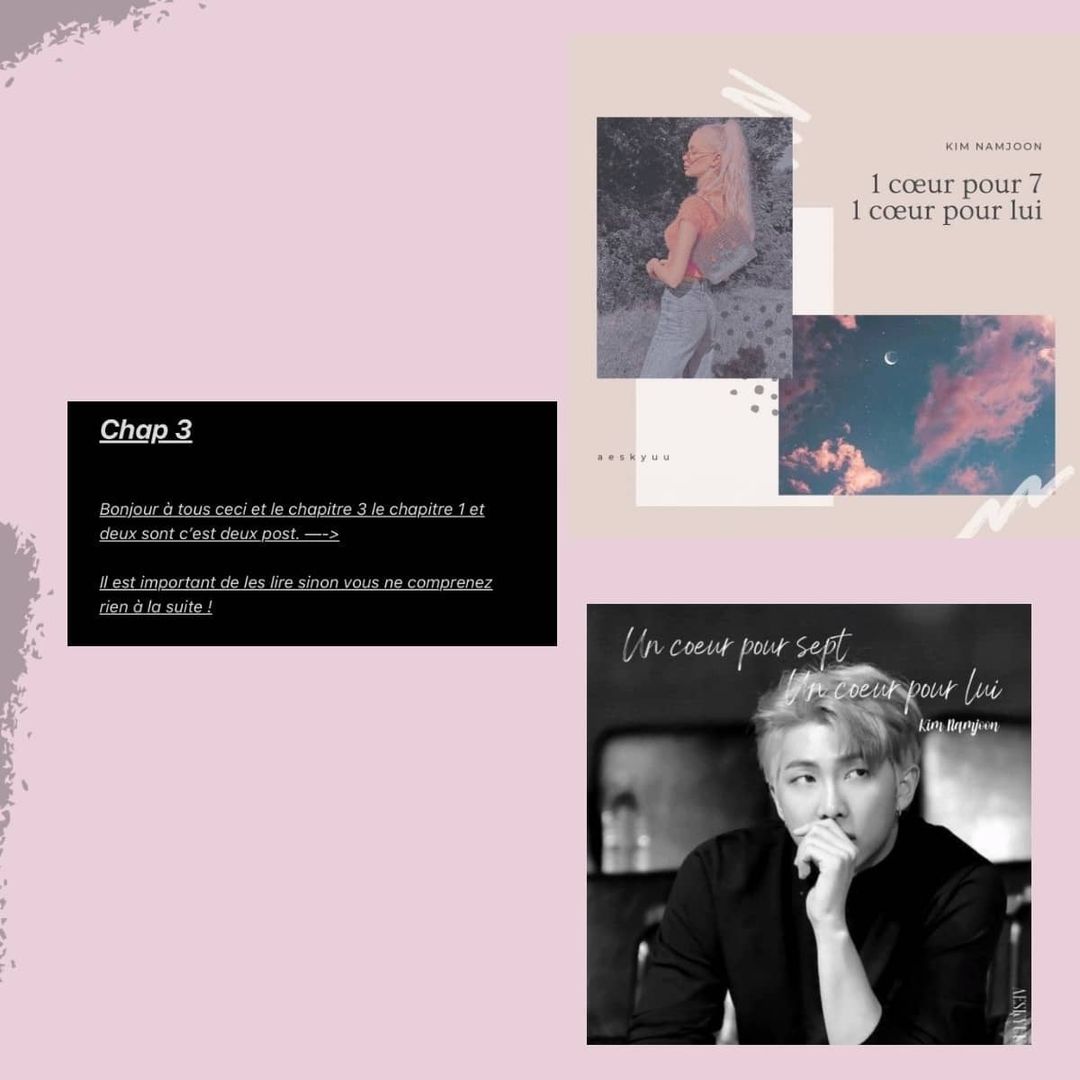 Chap 3
Bonjour à tous ceci et le chapitre 3 le chapitre 1 et
deux sont c'est deux post. —-->
Il est important de les lire sinon vous ne comprenez
rien à la suite !
KIM NAMJOON
1 cœur pour 7
1 cœur pour lui
aeskyuu
Un coeur pour sept
Un coeur pour lui
Kim Namjoon
AESKYUU